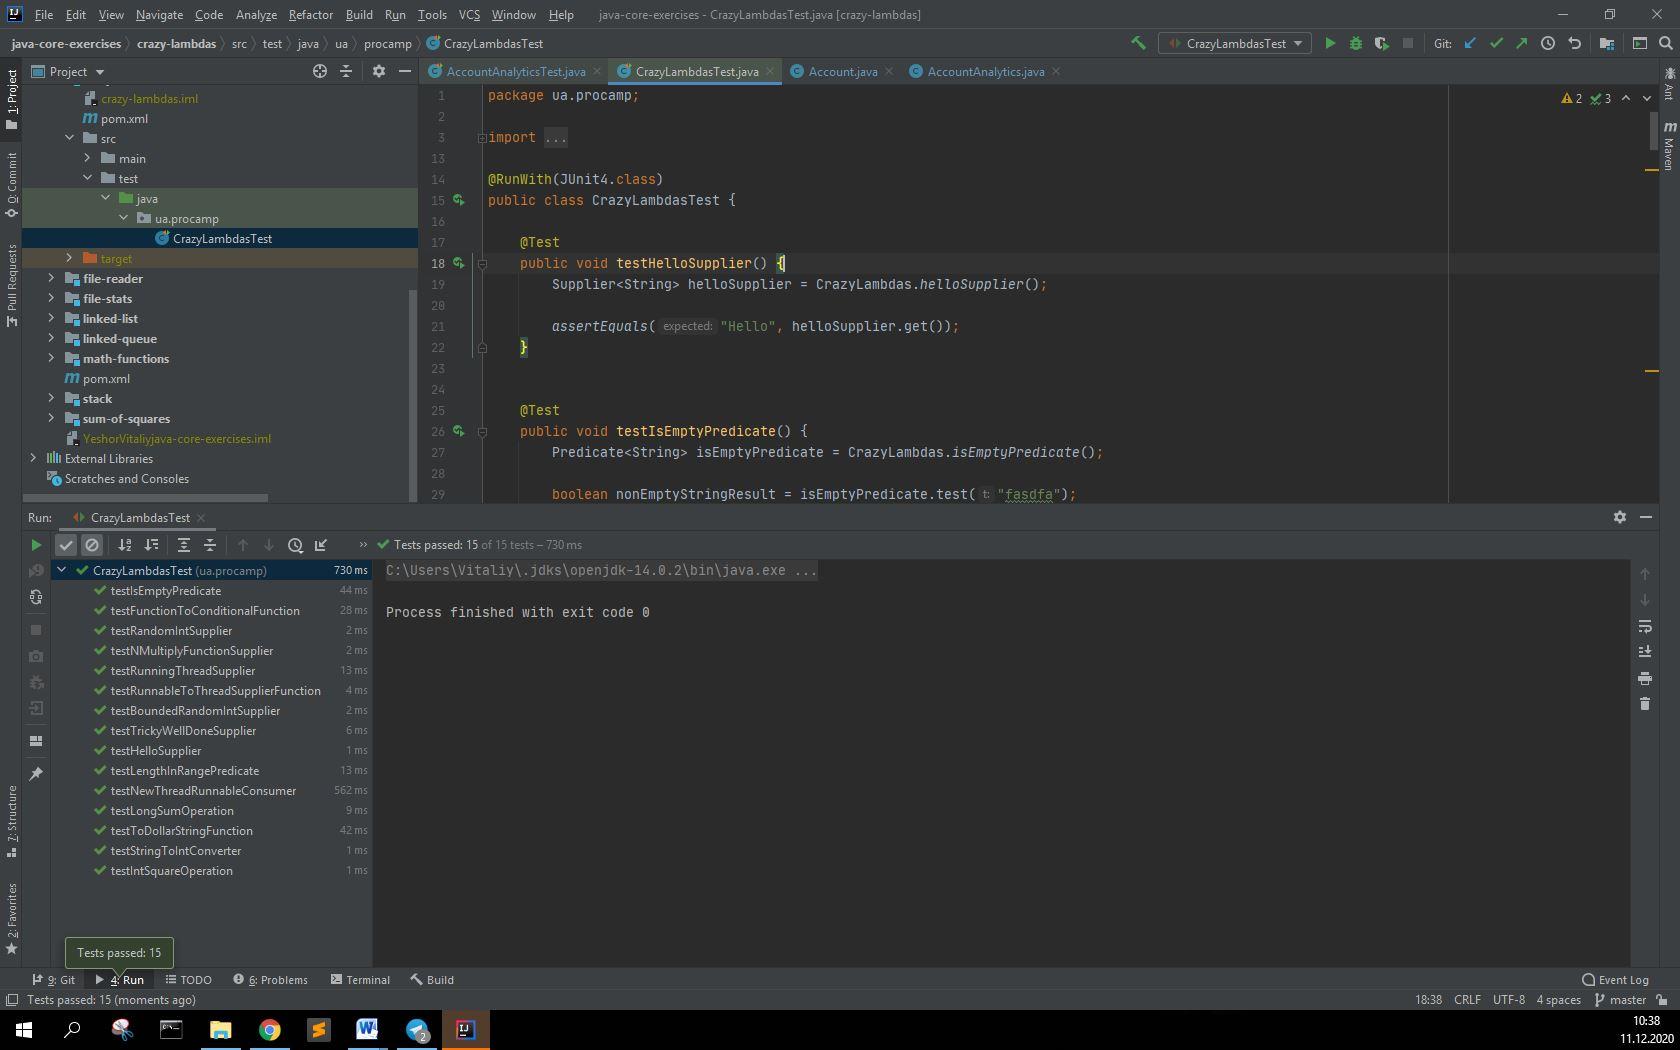 File Edit View Navigate Code Analyze Refactor Build Run Tools VCS Window Help java-core-exercises - CrazyLambdasTest.java [crazy-lambdas]
java-core-exercises crazy-lambdas src test java ua procamp CrazyLambdasTest
CrazyLambdasTest
Git:
1: Project
0: Commit
Pull Requests
7: Structure
2: Favorites
Project
crazy-lambdas.iml
pom.xml
src
main
test
java
ua.procamp
CrazyLambdasTest
target
file-reader
file-stats
linked-list
linked-queue
math-functions
pom.xml
stack
sum-of-squares
YeshorVitaliyjava-core-exercises.iml
External Libraries
Scratches and Consoles
AccountAnalyticsTest.java CrazyLambdasTest.java Account.java AccountAnalytics.java
2 3
Ant
Maven
1 package ua.procamp;
2
3 import ...
13
14 @RunWith(JUnit4.class)
15 public class CrazyLambdasTest {
16
17 @Test
18 public void testHelloSupplier() {
19 Supplier<String> helloSupplier = CrazyLambdas.helloSupplier();
20
21 assertEquals( expected: "Hello", helloSupplier.get());
22 }
23
24
25 @Test
26 public void testIsEmptyPredicate() {
27 Predicate<String> isEmptyPredicate = CrazyLambdas.isEmptyPredicate();
28
29 boolean nonEmptyStringResult = isEmptyPredicate.test( t: "fasdfa");
Run: CrazyLambdasTest
Tests passed: 15 of 15 tests – 730 ms
CrazyLambdasTest (ua.procamp) 730 ms
testIsEmptyPredicate 44 ms
testFunctionToConditionalFunction 28 ms
testRandomIntSupplier 2 ms
testNMultiplyFunctionSupplier 2 ms
testRunningThreadSupplier 13 ms
testRunnableToThreadSupplierFunction 4 ms
testBoundedRandomIntSupplier 2 ms
testTrickyWellDoneSupplier 6 ms
testHelloSupplier 1 ms
testLengthInRangePredicate 13 ms
testNewThreadRunnableConsumer 562 ms
testLongSumOperation 9 ms
testToDollarStringFunction 42 ms
testStringToIntConverter 1 ms
testIntSquareOperation 1 ms
C:\Users\Vitaliy\.jdks\openjdk-14.0.2\bin\java.exe ...
Process finished with exit code 0
Tests passed: 15
9: Git 4: Run TODO 6: Problems Terminal Build Event Log
Tests passed: 15 (moments ago) 18:38 CRLF UTF-8 4 spaces master
2
10:38
11.12.2020